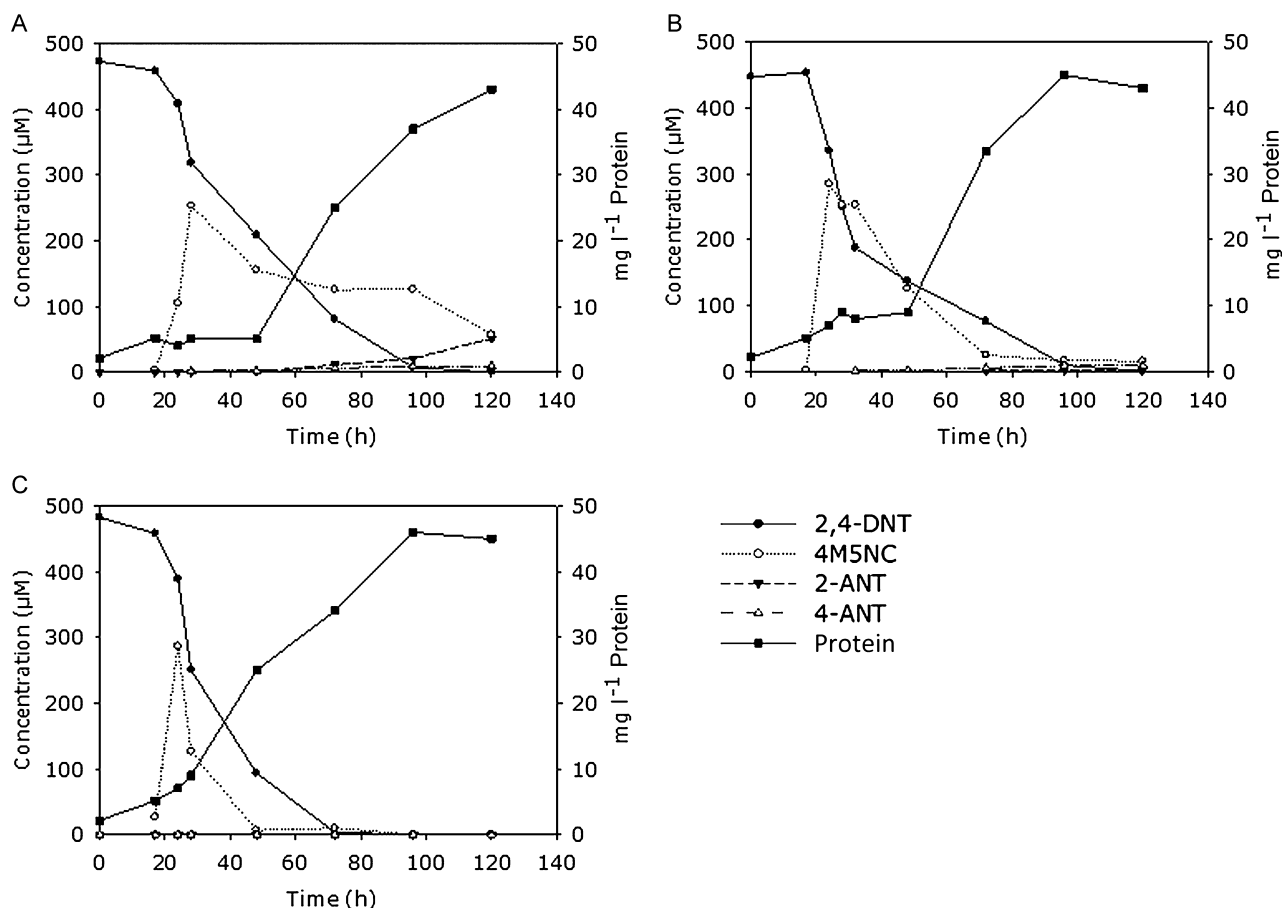 A
500
400
300
200
100
0
Concentration (µM)
50
40
30
20
10
0
mg l⁻¹ Protein
0 20 40 60 80 100 120 140
Time (h)
B
500
400
300
200
100
0
Concentration (µM)
50
40
30
20
10
0
mg l⁻¹ Protein
0 20 40 60 80 100 120 140
Time (h)
C
500
400
300
200
100
0
Concentration (µM)
50
40
30
20
10
0
mg l⁻¹ Protein
0 20 40 60 80 100 120 140
Time (h)
2,4-DNT
4M5NC
2-ANT
4-ANT
Protein